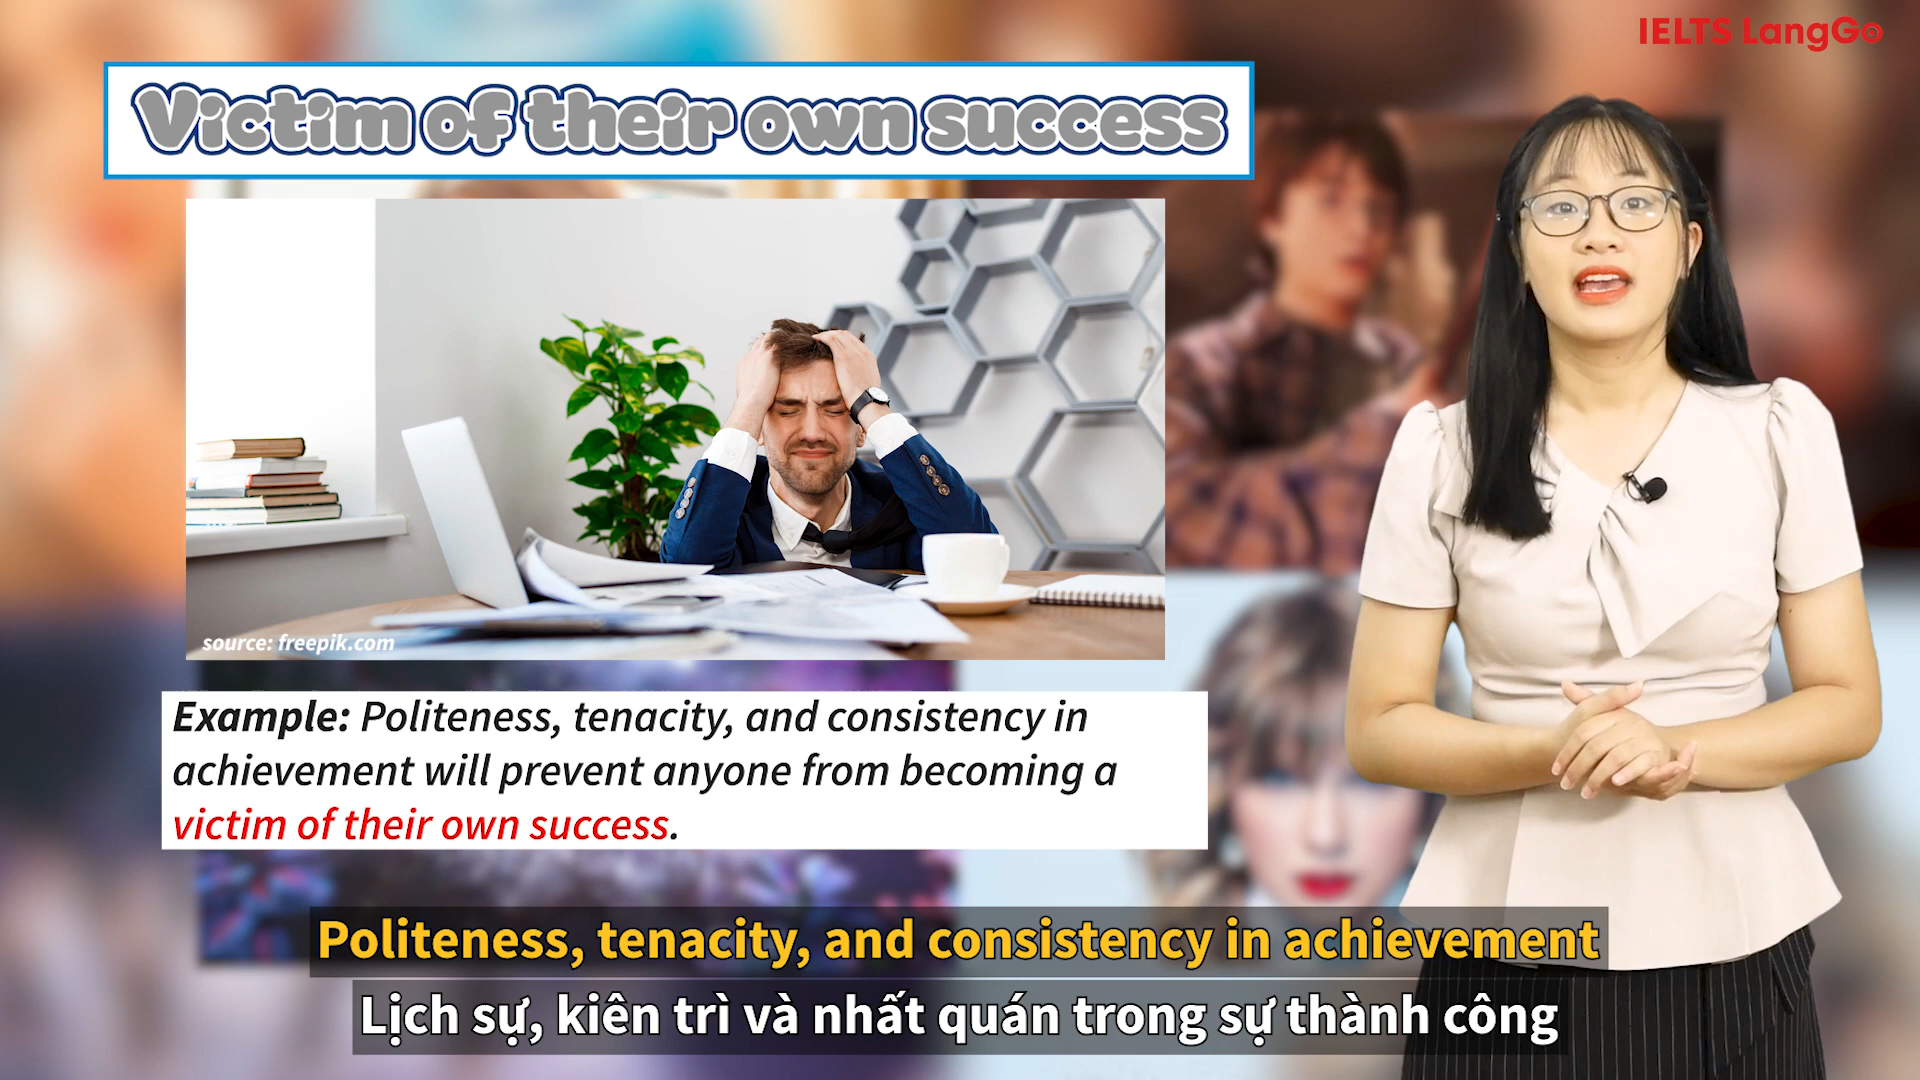 IELTS LangGo
Victim of their own success
source: freepik.com
Example: Politeness, tenacity, and consistency in
achievement will prevent anyone from becoming a
victim of their own success.
Politeness, tenacity, and consistency in achievement
Lịch sự, kiên trì và nhất quán trong sự thành công